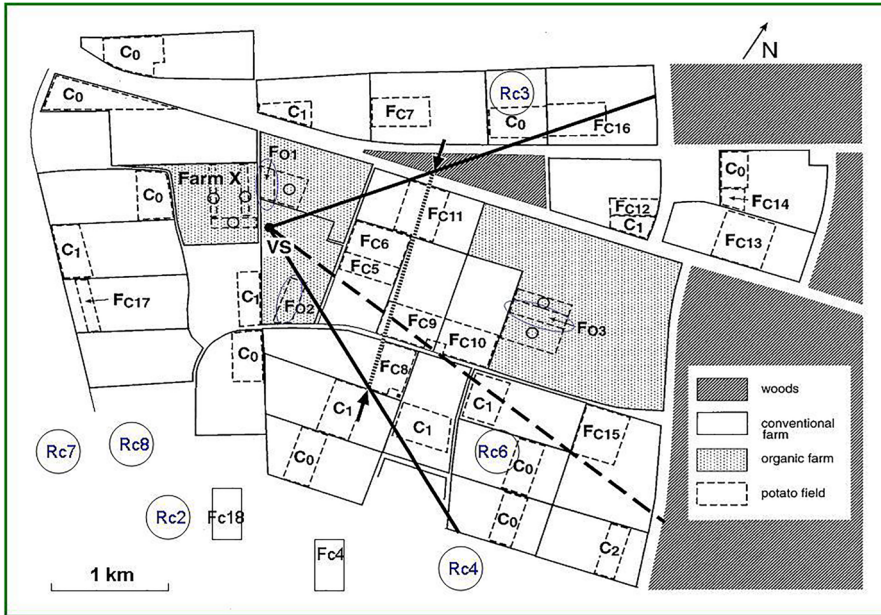 N
C0
C0
C1
FC7
Rc3
C0
FC16
FO1
Farm X
C0
C0
FC14
FC12
C1
FC11
FC13
C1
VS
FC6
FC5
FC17
C1
FO2
FC9
FC10
FO3
C0
FC8
C1
C1
C1
FC15
C0
Rc7
Rc8
Rc6
C0
Rc2
Fc18
C0
Fc4
Rc4
C2
woods
conventional
farm
organic farm
potato field
1 km